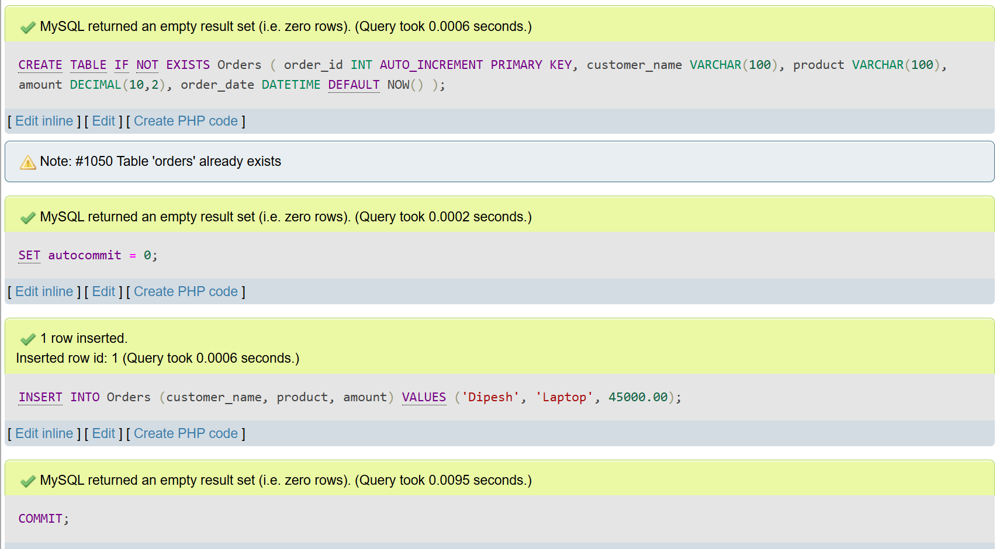 MySQL returned an empty result set (i.e. zero rows). (Query took 0.0006 seconds.)
CREATE TABLE IF NOT EXISTS Orders ( order_id INT AUTO_INCREMENT PRIMARY KEY, customer_name VARCHAR(100), product VARCHAR(100),
amount DECIMAL(10,2), order_date DATETIME DEFAULT NOW() );
[ Edit inline ] [ Edit ] [ Create PHP code ]
Note: #1050 Table 'orders' already exists
MySQL returned an empty result set (i.e. zero rows). (Query took 0.0002 seconds.)
SET autocommit = 0;
[ Edit inline ] [ Edit ] [ Create PHP code ]
1 row inserted.
Inserted row id: 1 (Query took 0.0006 seconds.)
INSERT INTO Orders (customer_name, product, amount) VALUES ('Dipesh', 'Laptop', 45000.00);
[ Edit inline ] [ Edit ] [ Create PHP code ]
MySQL returned an empty result set (i.e. zero rows). (Query took 0.0095 seconds.)
COMMIT;